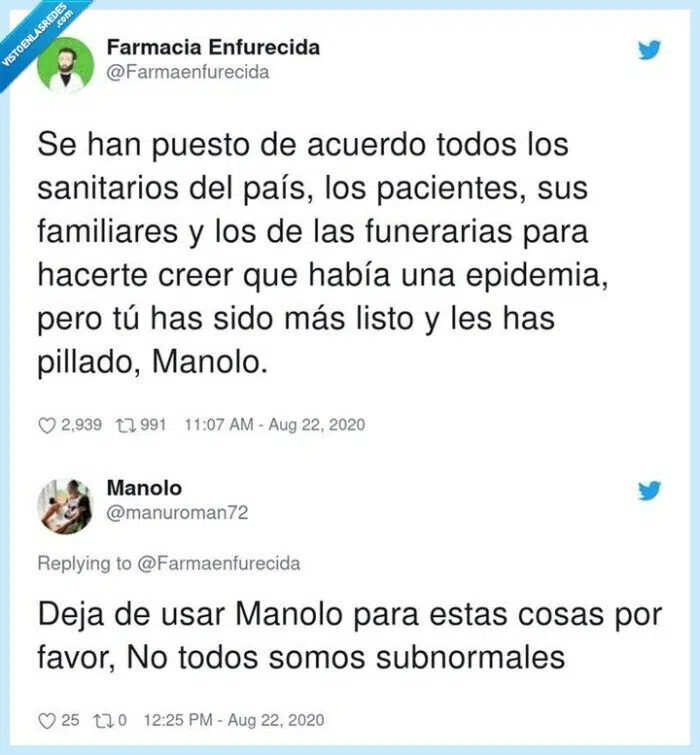 VISTOENLASREDES
.com
Farmacia Enfurecida
@Farmaenfurecida
Se han puesto de acuerdo todos los
sanitarios del país, los pacientes, sus
familiares y los de las funerarias para
hacerte creer que había una epidemia,
pero tú has sido más listo y les has
pillado, Manolo.
2,939 991 11:07 AM - Aug 22, 2020
Manolo
@manuroman72
Replying to @Farmaenfurecida
Deja de usar Manolo para estas cosas por
favor, No todos somos subnormales
25 0 12:25 PM - Aug 22, 2020